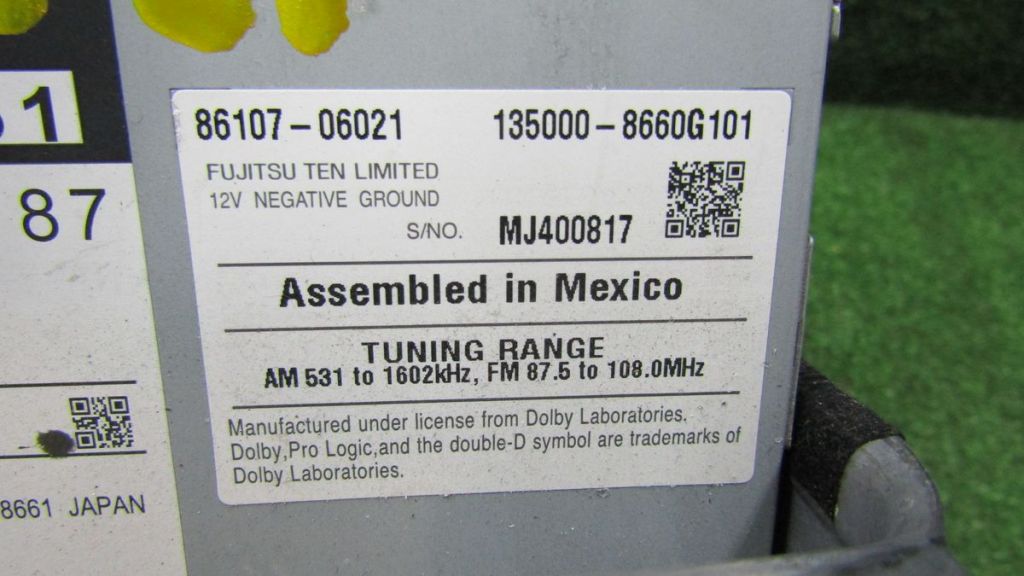 86107-06021 135000-8660G101
FUJITSU TEN LIMITED
12V NEGATIVE GROUND
S/NO. MJ400817
Assembled in Mexico
TUNING RANGE
AM 531 to 1602kHz, FM 87.5 to 108.0MHz
Manufactured under license from Dolby Laboratories.
Dolby,Pro Logic,and the double-D symbol are trademarks of
Dolby Laboratories.
1
87
8661 JAPAN